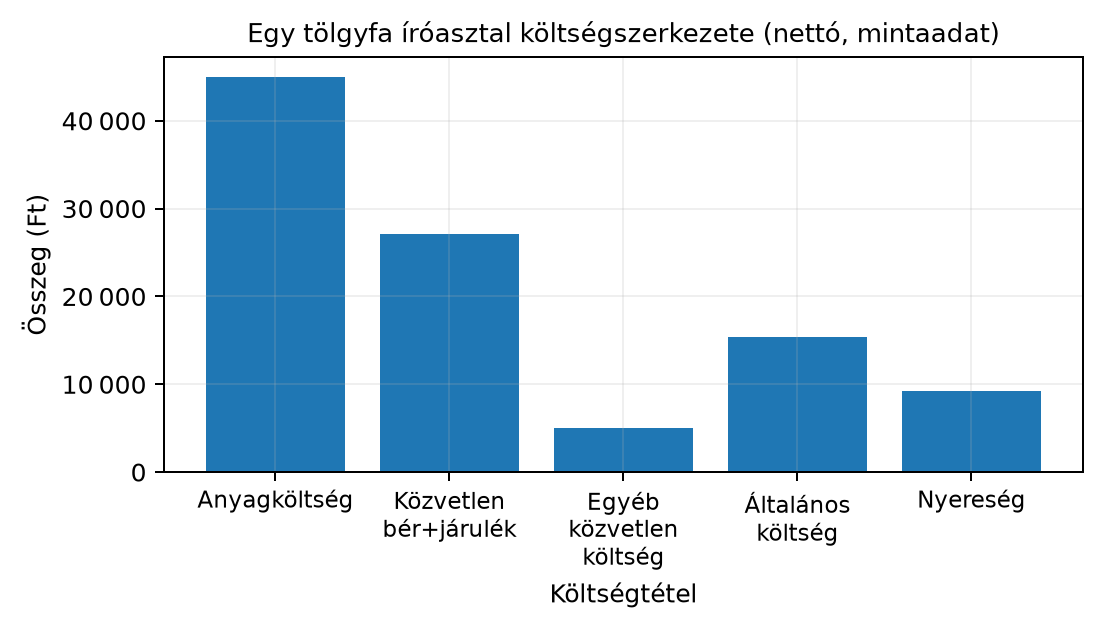 Egy tölgyfa íróasztal költségszerkezete (nettó, mintaadat)
Összeg (Ft)
40 000
30 000
20 000
10 000
0
Anyagköltség
Közvetlen
bér+járulék
Egyéb
közvetlen
költség
Általános
költség
Nyereség
Költségtétel